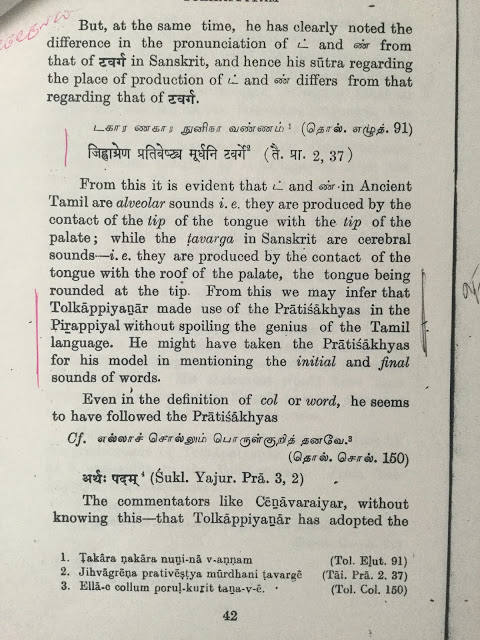 But, at the same time, he has clearly noted the
difference in the pronunciation of ட் and ண் from
that of टवर्ग in Sanskrit, and hence his sūtra regarding
the place of production of ட் and ண் differs from that
regarding that of टवर्ग.
டகார ணகார நுனிநா வண்ணம்¹ (தொல். எழுத். 91)
जिह्वाग्रेण प्रतिवेष्ट्य मूर्धनि टवर्गे² (तै. प्रा. 2, 37)
From this it is evident that ட் and ண் in Ancient
Tamil are alveolar sounds i. e. they are produced by the
contact of the tip of the tongue with the tip of the
palate; while the ṭavarga in Sanskrit are cerebral
sounds—i. e. they are produced by the contact of the
tongue with the roof of the palate, the tongue being
rounded at the tip. From this we may infer that
Tolkāppiyaṉār made use of the Prātiśākhyas in the
Piṟappiyal without spoiling the genius of the Tamil
language. He might have taken the Prātiśākhyas
for his model in mentioning the initial and final
sounds of words.
Even in the definition of col or word, he seems
to have followed the Prātiśākhyas
Cf. எல்லாச் சொல்லும் பொருள்குறித் தனவே.³
(தொல். சொல். 150)
अर्थः पदम्⁴ (Śukl. Yajur. Prā. 3, 2)
The commentators like Cēṉāvaraiyar, without
knowing this—that Tolkāppiyaṉār has adopted the
1. Ṭakāra ṇakāra nuṉi-nā v-aṇṇam (Tol. Eḻut. 91)
2. Jihvāgrēṇa prativēṣṭya mūrdhani ṭavargē (Tāi. Prā. 2. 37)
3. Ellā-c collum poruḷ-kuṟit taṉa-v-ē. (Tol. Col. 150)
42